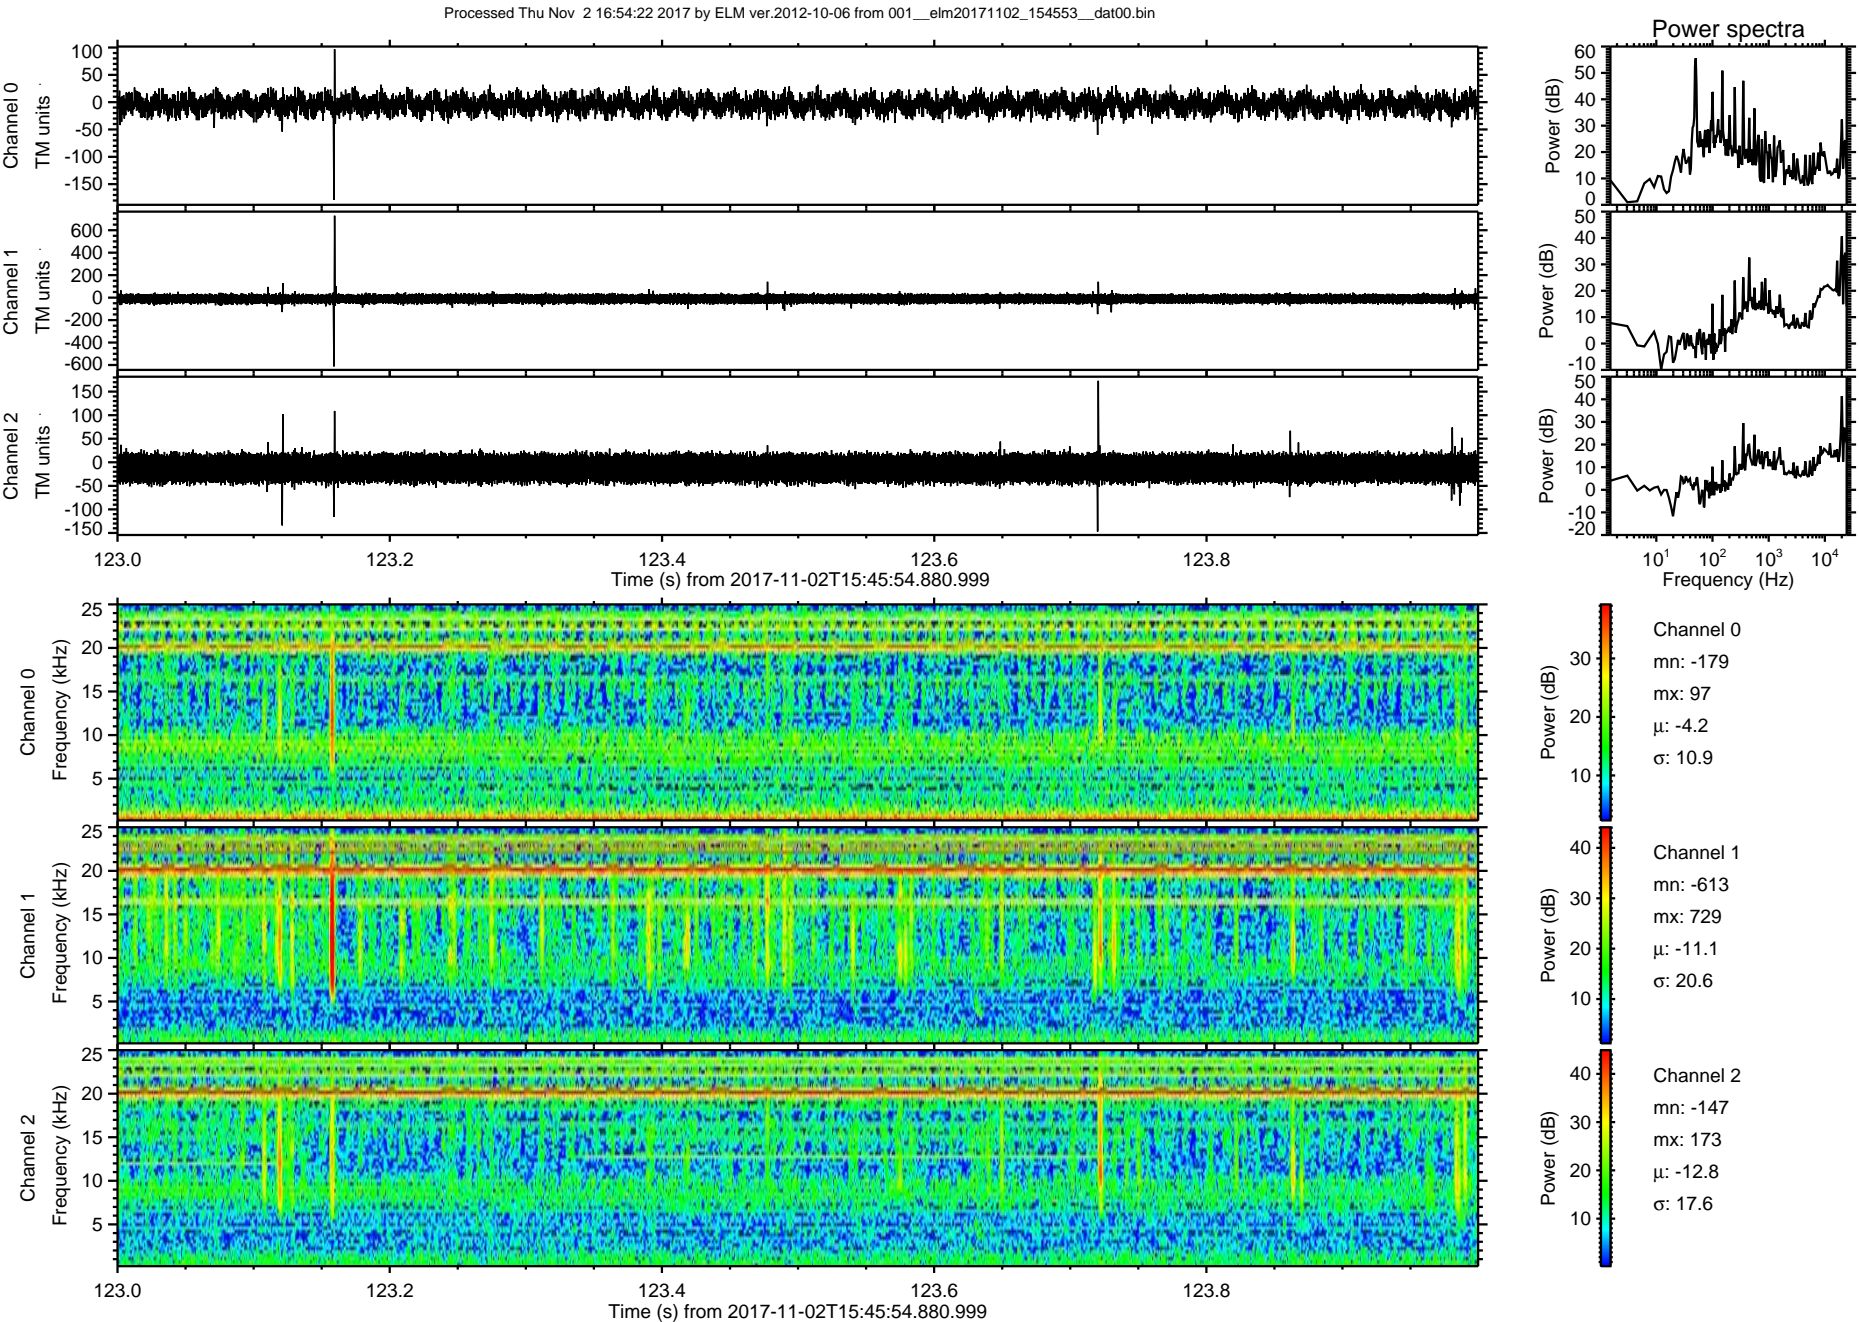 Processed Thu Nov  2 16:54:22 2017 by ELM ver.2012-10-06 from 001__elm20171102_154553__dat00.bin
Power spectra
Channel 0
TM units
100
50
0
-50
-100
-150
Power (dB)
60
50
40
30
20
10
0
Channel 1
TM units
600
400
200
0
-200
-400
-600
Power (dB)
50
40
30
20
10
0
-10
Channel 2
TM units
150
100
50
0
-50
-100
-150
Power (dB)
50
40
30
20
10
0
-10
-20
123.0 123.2 123.4 123.6 123.8
Time (s) from 2017-11-02T15:45:54.880.999
10¹ 10² 10³ 10⁴
Frequency (Hz)
Channel 0
Frequency (kHz)
25
20
15
10
5
Power (dB)
30
20
10
Channel 0
mn: -179
mx: 97
μ: -4.2
σ: 10.9
Channel 1
Frequency (kHz)
25
20
15
10
5
Power (dB)
40
30
20
10
Channel 1
mn: -613
mx: 729
μ: -11.1
σ: 20.6
Channel 2
Frequency (kHz)
25
20
15
10
5
Power (dB)
40
30
20
10
Channel 2
mn: -147
mx: 173
μ: -12.8
σ: 17.6
123.0 123.2 123.4 123.6 123.8
Time (s) from 2017-11-02T15:45:54.880.999